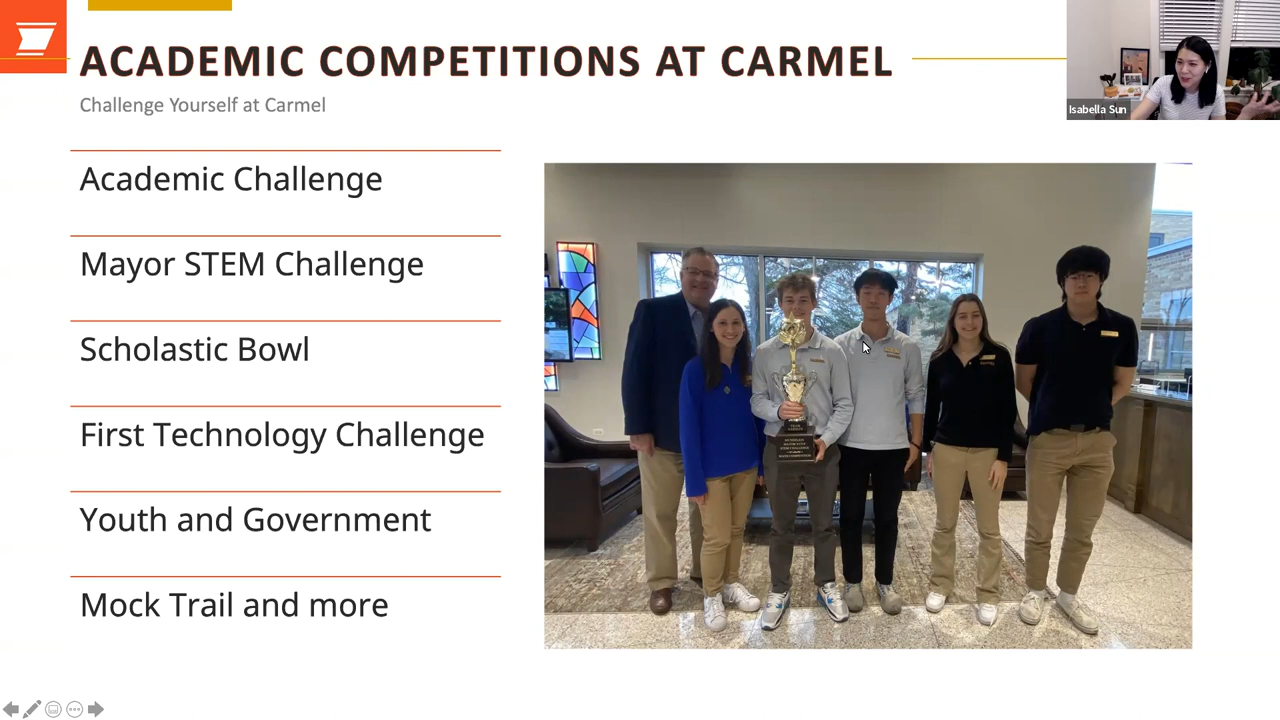 ACADEMIC COMPETITIONS AT CARMEL
Challenge Yourself at Carmel
Isabella Sun
Academic Challenge
Mayor STEM Challenge
Scholastic Bowl
First Technology Challenge
Youth and Government
Mock Trail and more